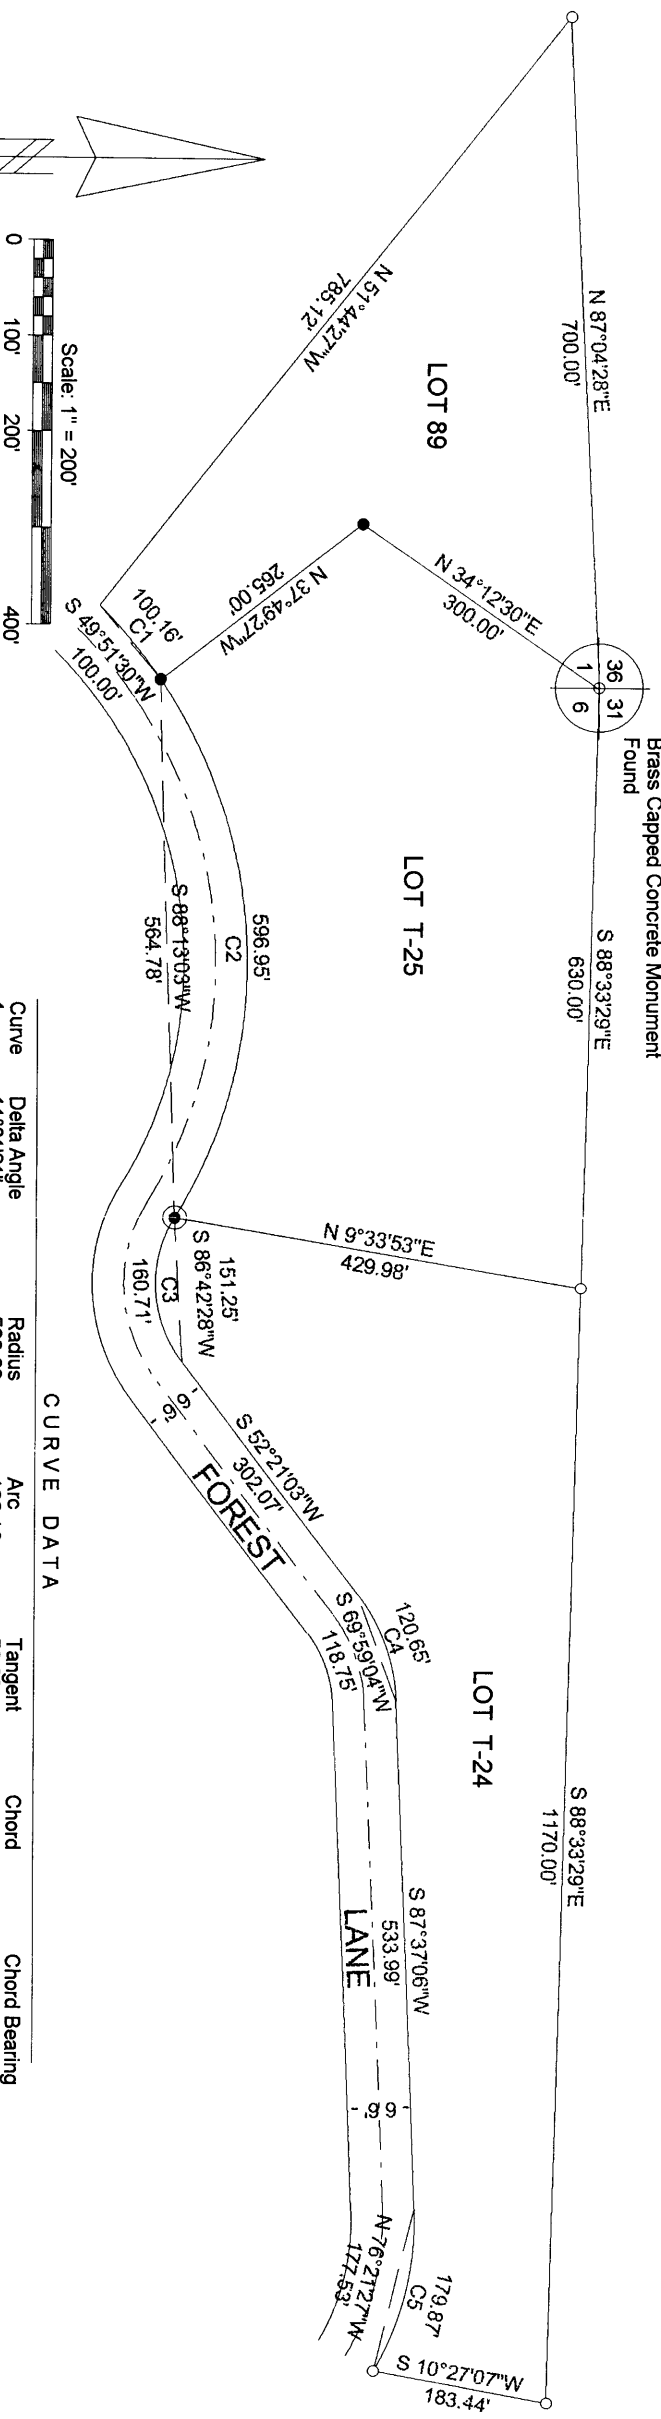 Brass Capped Concrete Monument
Found
36
31
1
6
N 87°04'28"E
700.00'
S 88°33'29"E
630.00'
S 88°33'29"E
1170.00'
N 51°44'27"W
785.12'
LOT 89
N 34°12'30"E
300.00'
N 37°49'27"W
265.00'
100.16'
C1
S 49°51'30"W
100.00'
LOT T-25
596.95'
C2
S 88°13'03"W
564.78'
N 9°33'53"E
429.98'
151.25'
S 86°42'28"W
C3
160.71'
S 52°21'03"W
302.07'
FOREST
LANE
120.65'
C4
S 69°59'04"W
118.75'
LOT T-24
S 87°37'06"W
533.99'
66'
66'
179.87'
C5
N 76°21'27"W
177.53'
S 10°27'07"W
183.44'
Scale: 1" = 200'
0 100' 200' 400'
CURVE DATA
Curve Delta Angle Radius Arc Tangent Chord Chord Bearing